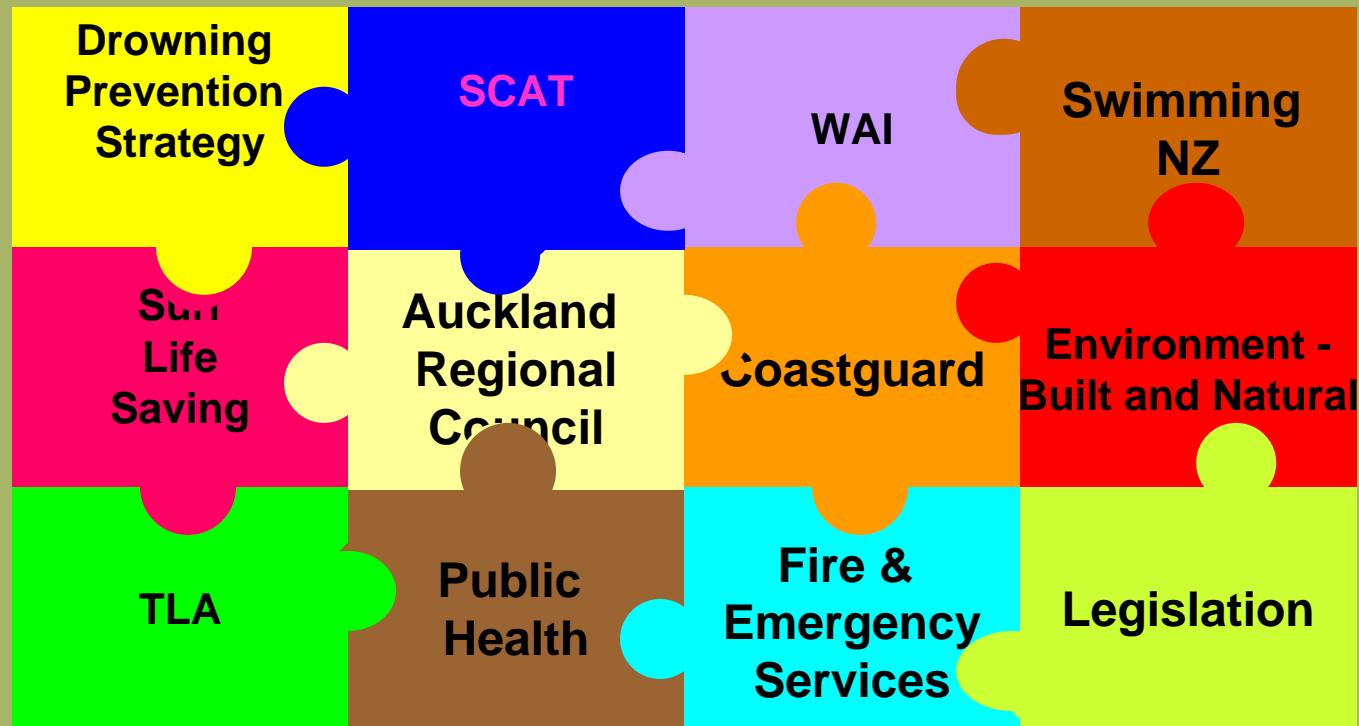 Drowning
Prevention
Strategy
SCAT
WAI
Swimming
NZ
Surf
Life
Saving
Auckland
Regional
Council
Coastguard
Environment -
Built and Natural
TLA
Public
Health
Fire &
Emergency
Services
Legislation